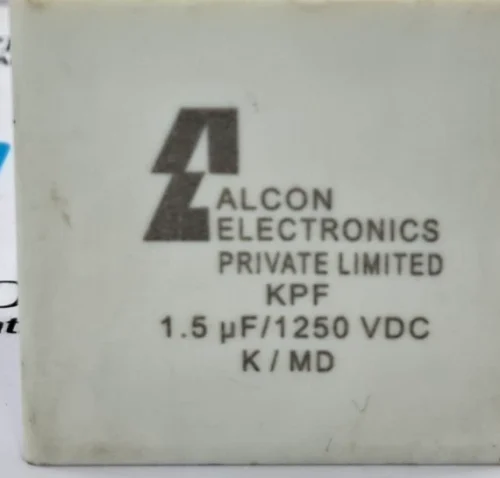 ALCON
ELECTRONICS
PRIVATE LIMITED
KPF
1.5 µF/1250 VDC
K / MD